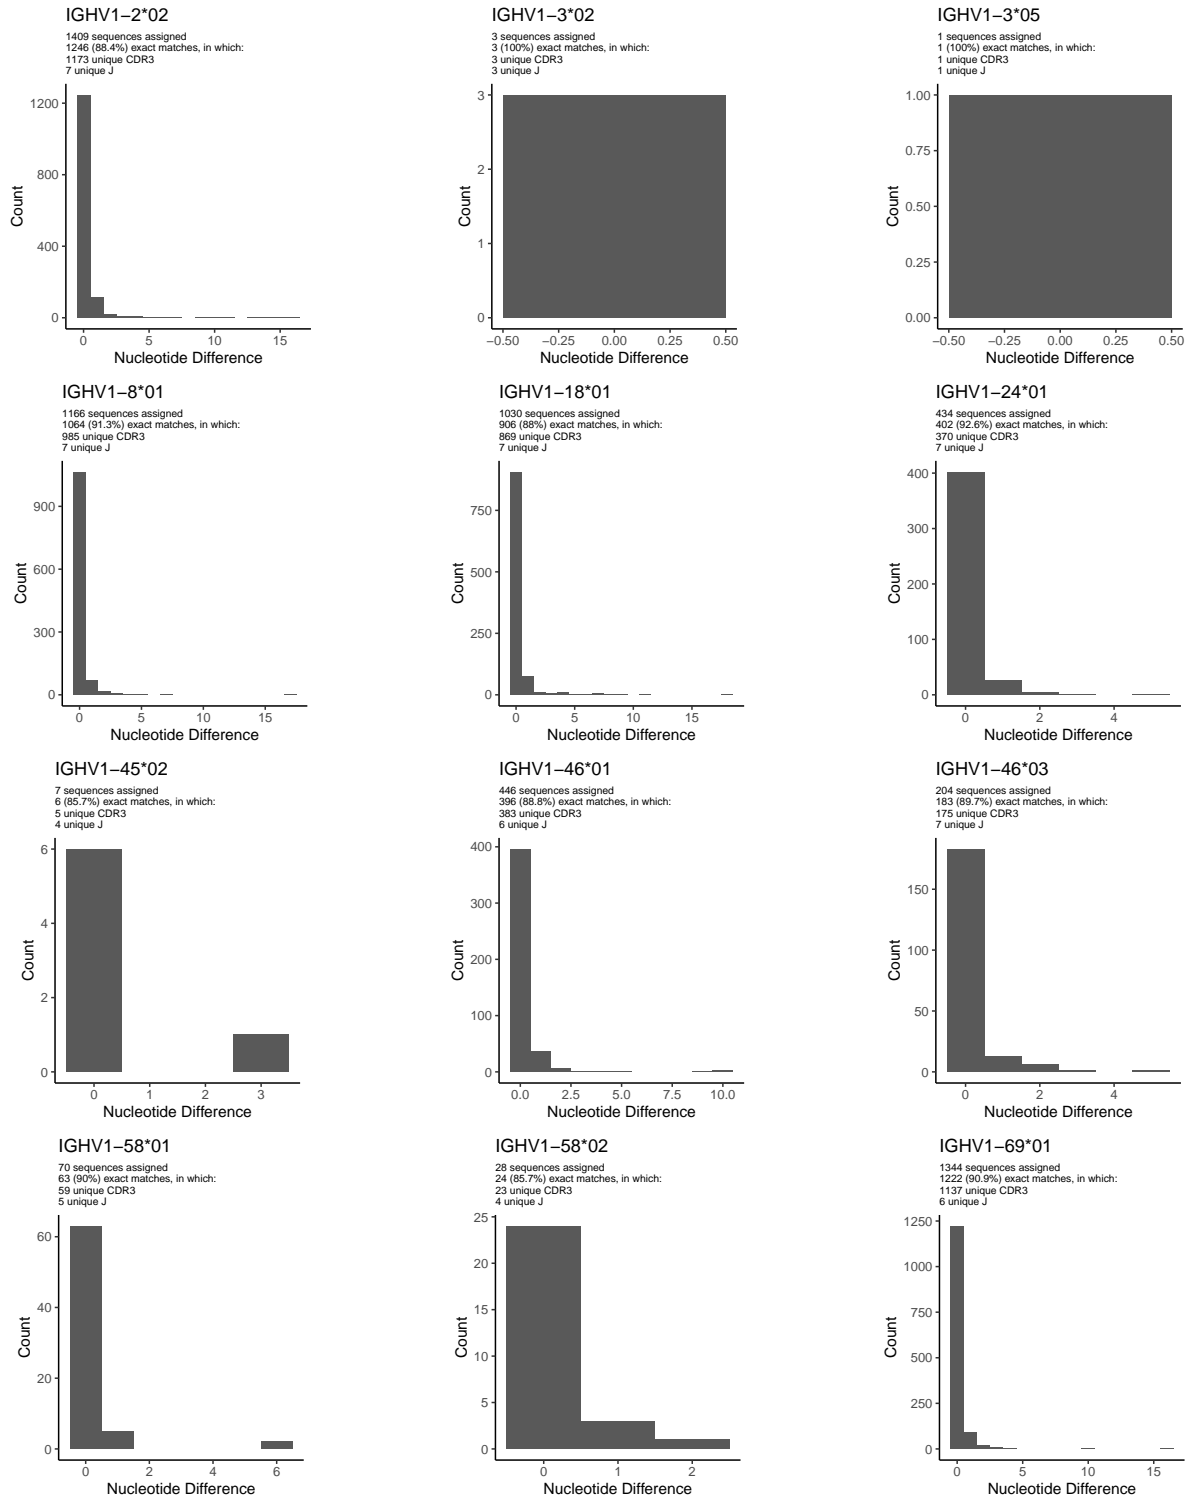 IGHV1−2*02
1409 sequences assigned
1246 (88.4%) exact matches, in which:
1173 unique CDR3
7 unique J
1200
800
400
0
Count
0 5 10 15
Nucleotide Difference
IGHV1−3*02
3 sequences assigned
3 (100%) exact matches, in which:
3 unique CDR3
3 unique J
3
2
1
0
Count
−0.50 −0.25 0.00 0.25 0.50
Nucleotide Difference
IGHV1−3*05
1 sequences assigned
1 (100%) exact matches, in which:
1 unique CDR3
1 unique J
1.00
0.75
0.50
0.25
0.00
Count
−0.50 −0.25 0.00 0.25 0.50
Nucleotide Difference
IGHV1−8*01
1166 sequences assigned
1064 (91.3%) exact matches, in which:
985 unique CDR3
7 unique J
900
600
300
0
Count
0 5 10 15
Nucleotide Difference
IGHV1−18*01
1030 sequences assigned
906 (88%) exact matches, in which:
869 unique CDR3
7 unique J
750
500
250
0
Count
0 5 10 15
Nucleotide Difference
IGHV1−24*01
434 sequences assigned
402 (92.6%) exact matches, in which:
370 unique CDR3
7 unique J
400
300
200
100
0
Count
0 2 4
Nucleotide Difference
IGHV1−45*02
7 sequences assigned
6 (85.7%) exact matches, in which:
5 unique CDR3
4 unique J
6
4
2
0
Count
0 1 2 3
Nucleotide Difference
IGHV1−46*01
446 sequences assigned
396 (88.8%) exact matches, in which:
383 unique CDR3
6 unique J
400
300
200
100
0
Count
0.0 2.5 5.0 7.5 10.0
Nucleotide Difference
IGHV1−46*03
204 sequences assigned
183 (89.7%) exact matches, in which:
175 unique CDR3
7 unique J
150
100
50
0
Count
0 2 4
Nucleotide Difference
IGHV1−58*01
70 sequences assigned
63 (90%) exact matches, in which:
59 unique CDR3
5 unique J
60
40
20
0
Count
0 2 4 6
Nucleotide Difference
IGHV1−58*02
28 sequences assigned
24 (85.7%) exact matches, in which:
23 unique CDR3
4 unique J
25
20
15
10
5
0
Count
0 1 2
Nucleotide Difference
IGHV1−69*01
1344 sequences assigned
1222 (90.9%) exact matches, in which:
1137 unique CDR3
6 unique J
1250
1000
750
500
250
0
Count
0 5 10 15
Nucleotide Difference